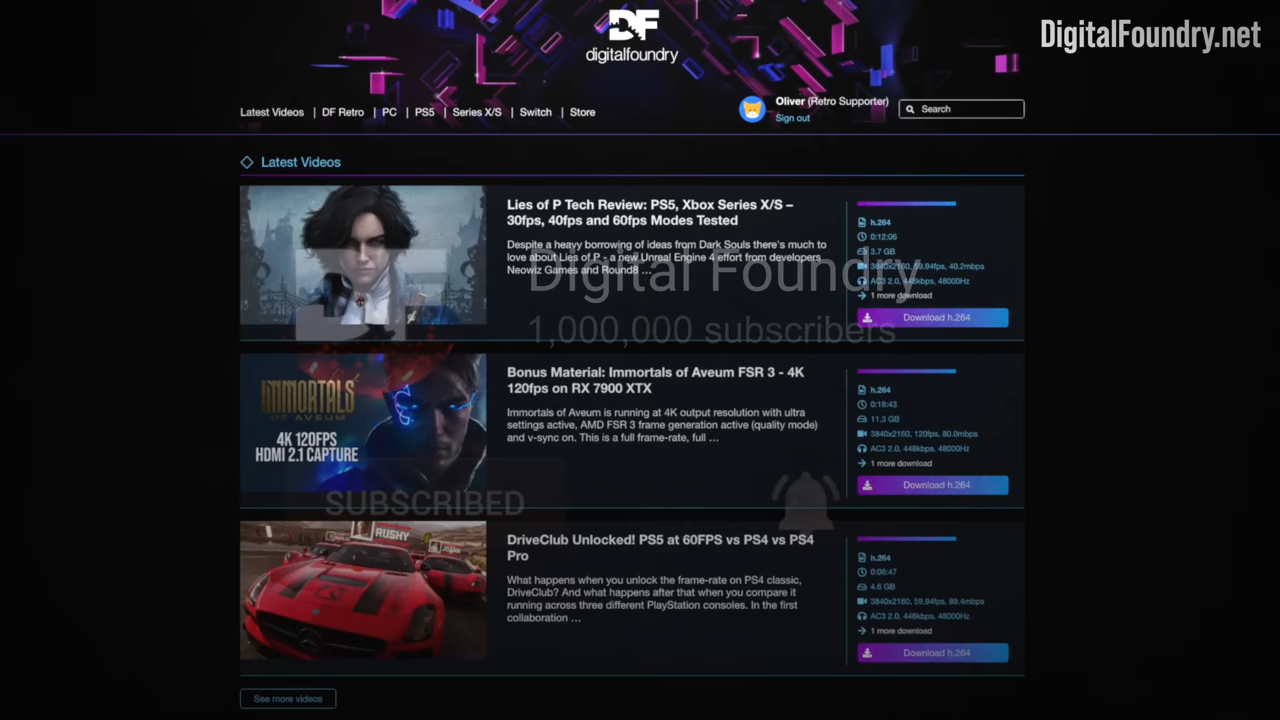 DF
digitalfoundry
DigitalFoundry.net
Latest Videos | DF Retro | PC | PS5 | Series X/S | Switch | Store
Oliver (Retro Supporter)
Sign out
Search
Latest Videos
Lies of P Tech Review: PS5, Xbox Series X/S –
30fps, 40fps and 60fps Modes Tested
Despite a heavy borrowing of ideas from Dark Souls there's much to
love about Lies of P - a new Unreal Engine 4 effort from developers
Neowiz Games and Round8 ...
h.264
0:12:06
3.7 GB
3840x2160, 59.94fps, 40.2mbps
AC3 2.0, 448kbps, 48000Hz
1 more download
Download h.264
Digital Foundry
1,000,000 subscribers
IMMORTALS
OF AVEUM
4K 120FPS
HDMI 2.1 CAPTURE
Bonus Material: Immortals of Aveum FSR 3 - 4K
120fps on RX 7900 XTX
Immortals of Aveum is running at 4K output resolution with ultra
settings active, AMD FSR 3 frame generation active (quality mode)
and v-sync on. This is a full frame-rate, full ...
h.264
0:18:43
11.3 GB
3840x2160, 120fps, 80.0mbps
AC3 2.0, 448kbps, 48000Hz
1 more download
Download h.264
SUBSCRIBED
RUSHY
DriveClub Unlocked! PS5 at 60FPS vs PS4 vs PS4
Pro
What happens when you unlock the frame-rate on PS4 classic,
DriveClub? And what happens after that when you compare it
running across three different PlayStation consoles. In the first
collaboration ...
h.264
0:06:47
4.6 GB
3840x2160, 59.94fps, 89.4mbps
AC3 2.0, 448kbps, 48000Hz
1 more download
Download h.264
See more videos